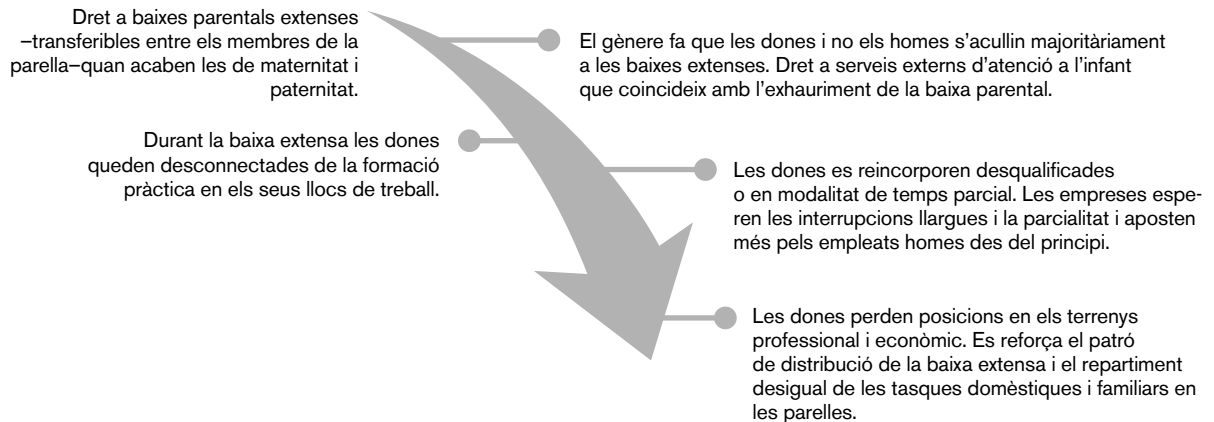 Dret a baixes parentals extenses
–transferibles entre els membres de la
parella–quan acaben les de maternitat i
paternitat.
El gènere fa que les dones i no els homes s’acullin majoritàriament
a les baixes extenses. Dret a serveis externs d’atenció a l’infant
que coincideix amb l’exhauriment de la baixa parental.
Durant la baixa extensa les dones
queden desconnectades de la formació
pràctica en els seus llocs de treball.
Les dones es reincorporen desqualificades
o en modalitat de temps parcial. Les empreses espe-
ren les interrupcions llargues i la parcialitat i aposten
més pels empleats homes des del principi.
Les dones perden posicions en els terrenys
professional i econòmic. Es reforça el patró
de distribució de la baixa extensa i el repartiment
desigual de les tasques domèstiques i familiars en
les parelles.